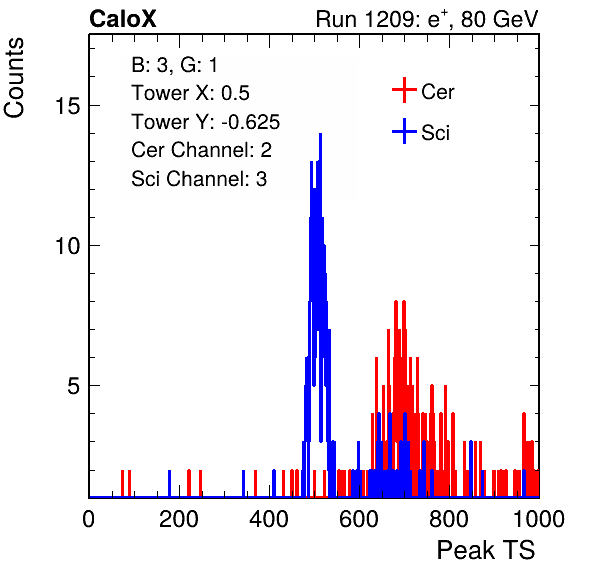 CaloX Run 1209: e⁺, 80 GeV
Counts
B: 3, G: 1
Tower X: 0.5
Tower Y: -0.625
Cer Channel: 2
Sci Channel: 3
Cer
Sci
15
10
5
0 200 400 600 800 1000
Peak TS